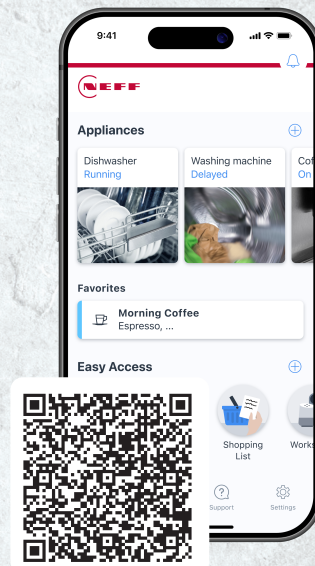 9:41
NEFF
Appliances
Dishwasher
Running
Washing machine
Delayed
Cof
On
Favorites
Morning Coffee
Espresso, ...
Easy Access
Shopping
List
Works
Support
Settings